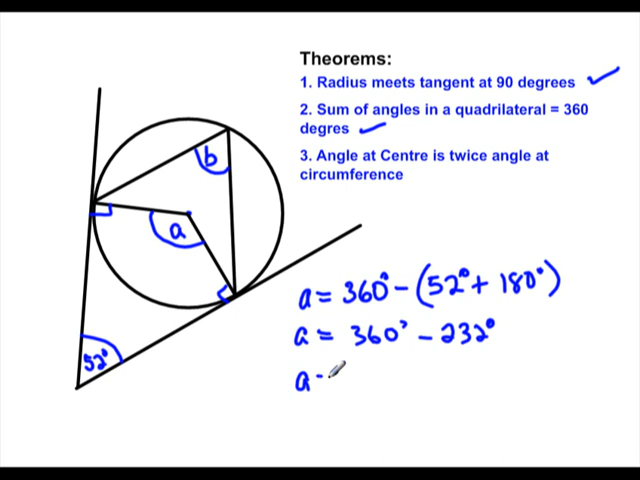 Theorems:
1. Radius meets tangent at 90 degrees
2. Sum of angles in a quadrilateral = 360
degres
3. Angle at Centre is twice angle at
circumference
b
a
52°
a = 360° - (52° + 180°)
a = 360° - 232°
a =